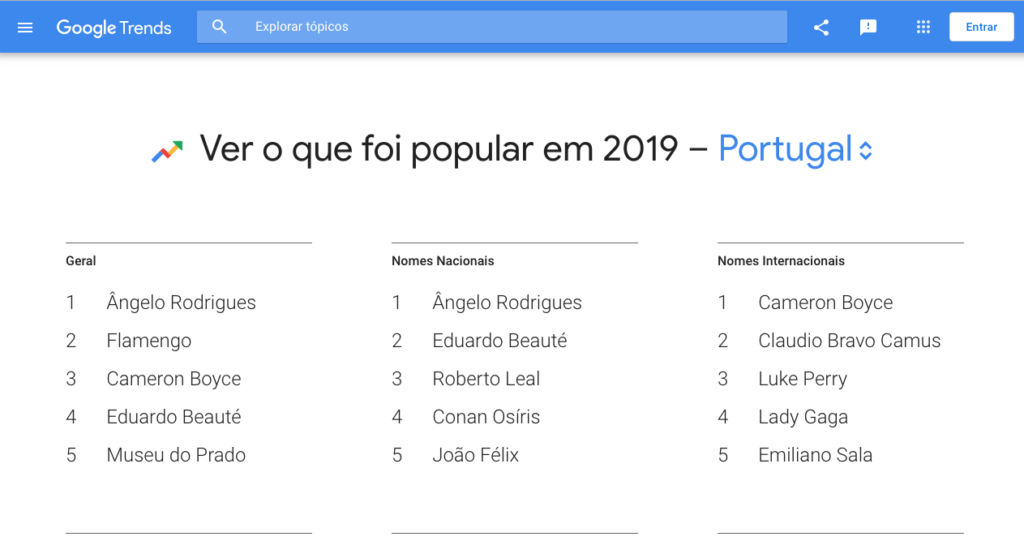 Google Trends
Explorar tópicos
Entrar
Ver o que foi popular em 2019 – Portugal
Geral
1 Ângelo Rodrigues
2 Flamengo
3 Cameron Boyce
4 Eduardo Beauté
5 Museu do Prado
Nomes Nacionais
1 Ângelo Rodrigues
2 Eduardo Beauté
3 Roberto Leal
4 Conan Osíris
5 João Félix
Nomes Internacionais
1 Cameron Boyce
2 Claudio Bravo Camus
3 Luke Perry
4 Lady Gaga
5 Emiliano Sala